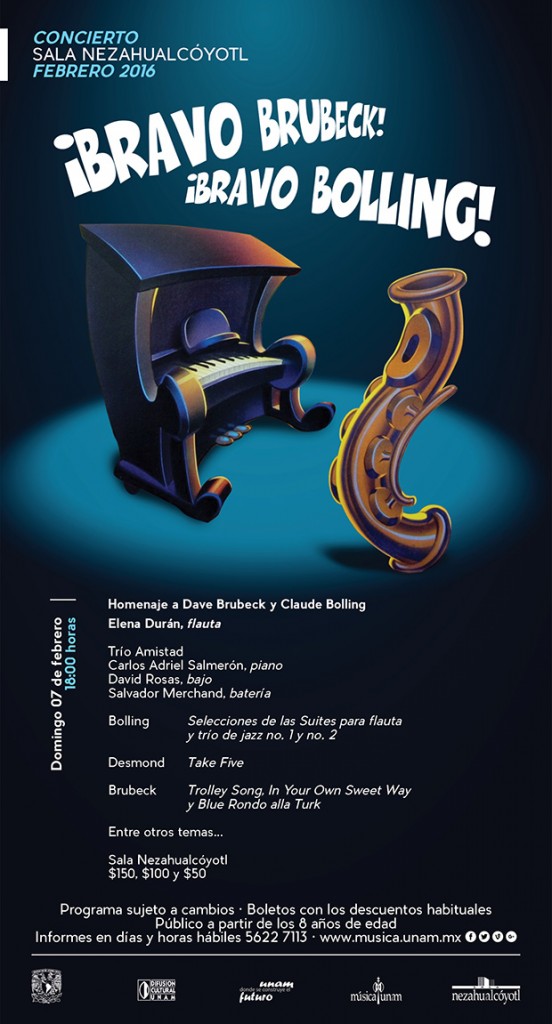 CONCIERTO
SALA NEZAHUALCÓYOTL
FEBRERO 2016
¡BRAVO BRUBECK!
¡BRAVO BOLLING!
Domingo 07 de febrero
18:00 horas
Homenaje a Dave Brubeck y Claude Bolling
Elena Durán, flauta
Trío Amistad
Carlos Adriel Salmerón, piano
David Rosas, bajo
Salvador Merchand, batería
Bolling Selecciones de las Suites para flauta
y trío de jazz no. 1 y no. 2
Desmond Take Five
Brubeck Trolley Song, In Your Own Sweet Way
y Blue Rondo alla Turk
Entre otros temas...
Sala Nezahualcóyotl
$150, $100 y $50
Programa sujeto a cambios · Boletos con los descuentos habituales
Público a partir de los 8 años de edad
Informes en días y horas hábiles 5622 7113 · www.musica.unam.mx
DIFUSIÓN
CULTURAL
UNAM
unam
donde se construye el
futuro
música unam
nezahualcóyotl